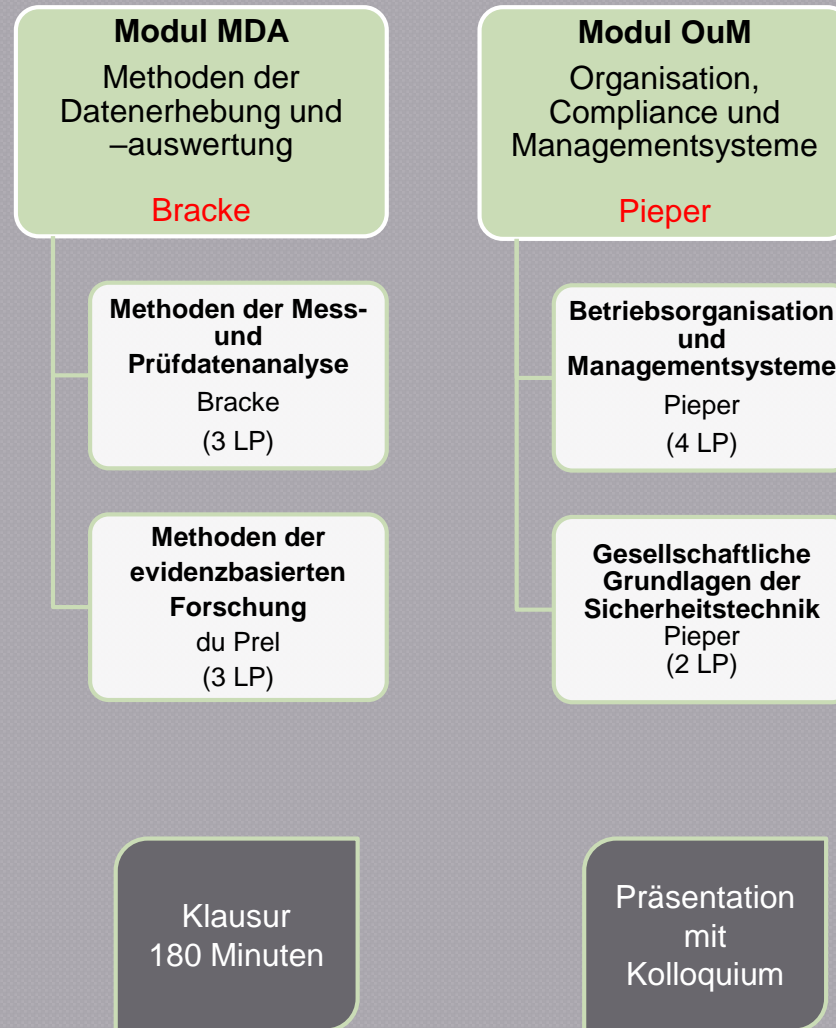 Modul MDA
Methoden der
Datenerhebung und
–auswertung
Bracke
Methoden der Mess-
und
Prüfdatenanalyse
Bracke
(3 LP)
Methoden der
evidenzbasierten
Forschung
du Prel
(3 LP)
Klausur
180 Minuten
Modul OuM
Organisation,
Compliance und
Managementsysteme
Pieper
Betriebsorganisation
und
Managementsysteme
Pieper
(4 LP)
Gesellschaftliche
Grundlagen der
Sicherheitstechnik
Pieper
(2 LP)
Präsentation
mit
Kolloquium